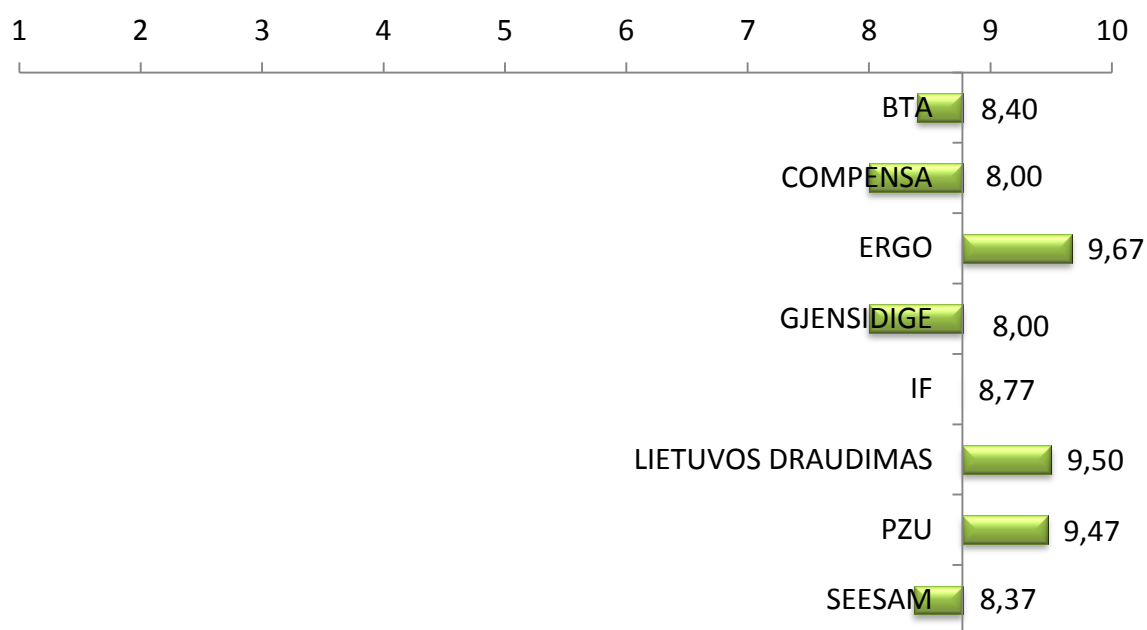 1 2 3 4 5 6 7 8 9 10
BTA 8,40
COMPENSA 8,00
ERGO 9,67
GJENSIDIGE 8,00
IF 8,77
LIETUVOS DRAUDIMAS 9,50
PZU 9,47
SEESAM 8,37